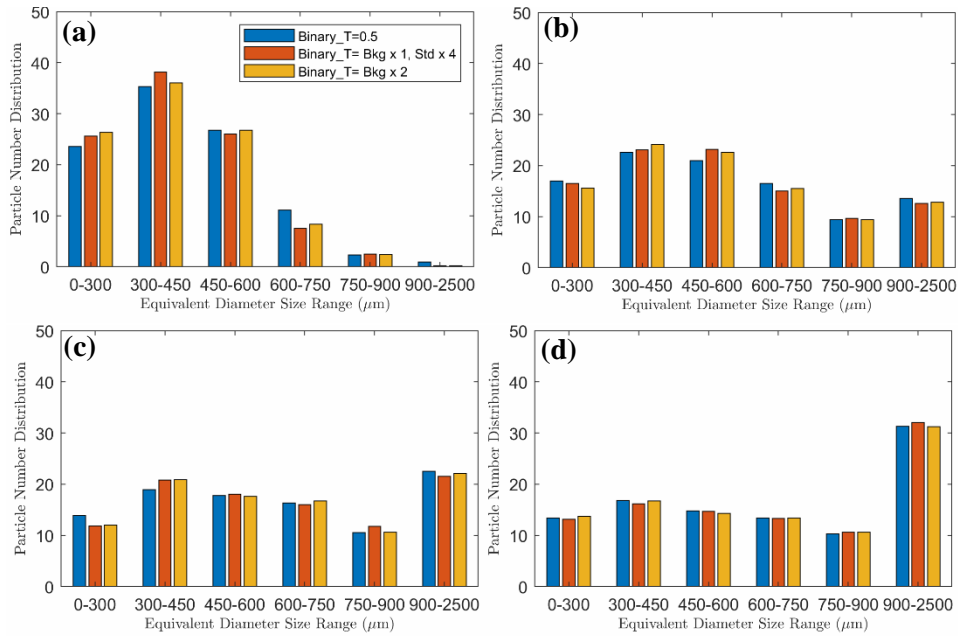 (a)
Binary_T=0.5
Binary_T= Bkg x 1, Std x 4
Binary_T= Bkg x 2
50
40
30
20
10
0
Particle Number Distribution
0-300 300-450 450-600 600-750 750-900 900-2500
Equivalent Diameter Size Range (μm)
(b)
50
40
30
20
10
0
Particle Number Distribution
0-300 300-450 450-600 600-750 750-900 900-2500
Equivalent Diameter Size Range (μm)
(c)
50
40
30
20
10
0
Particle Number Distribution
0-300 300-450 450-600 600-750 750-900 900-2500
Equivalent Diameter Size Range (μm)
(d)
50
40
30
20
10
0
Particle Number Distribution
0-300 300-450 450-600 600-750 750-900 900-2500
Equivalent Diameter Size Range (μm)